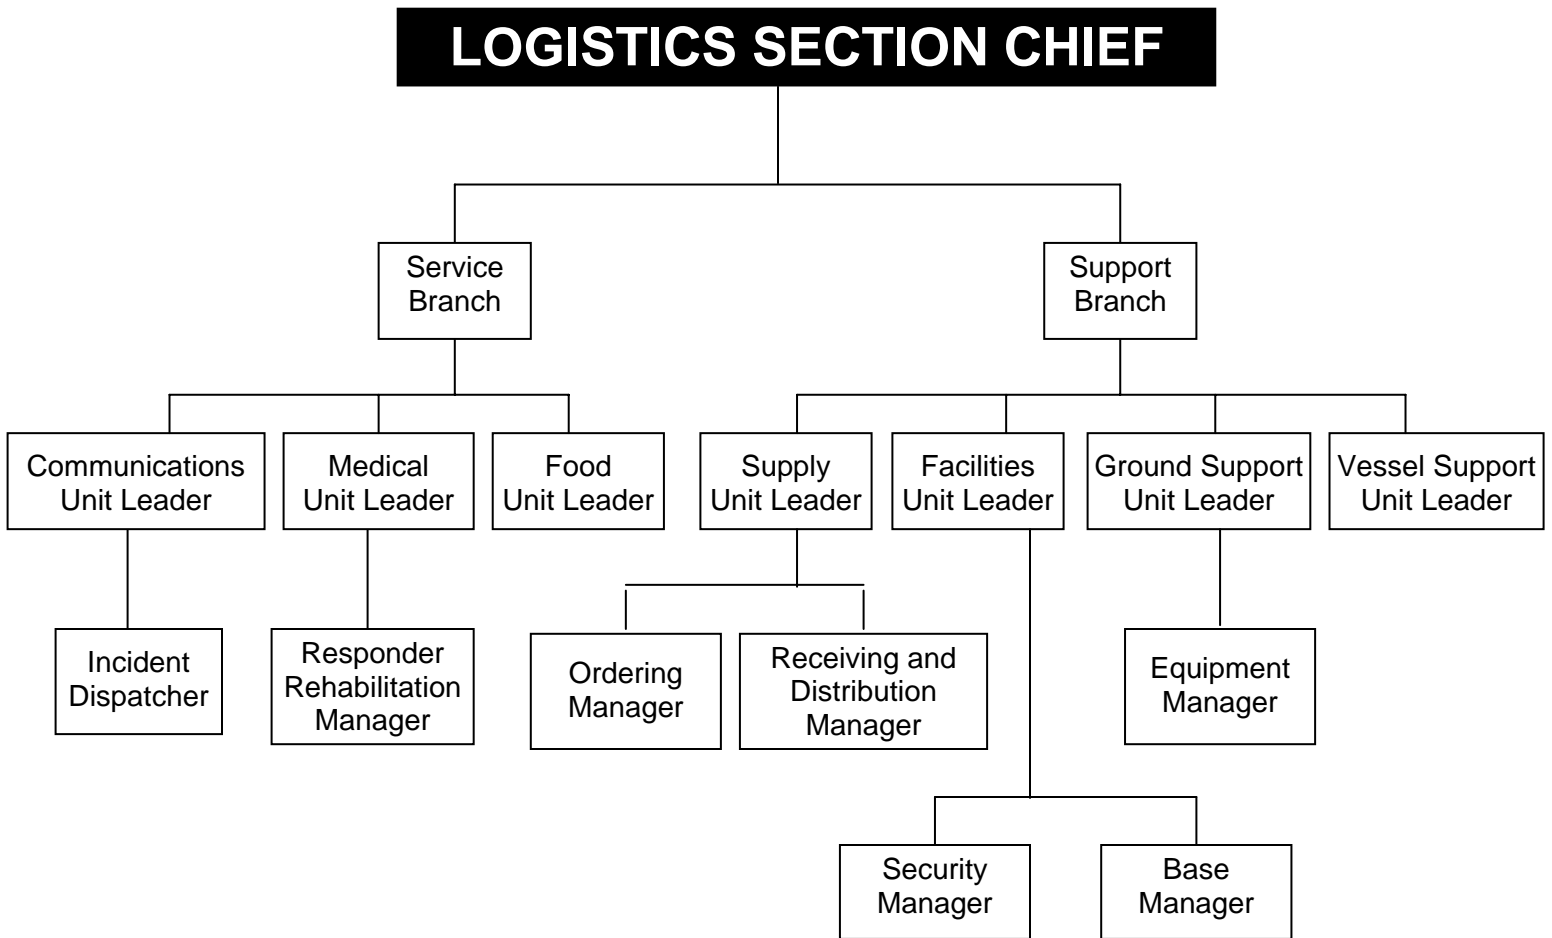 LOGISTICS SECTION CHIEF
Service
Branch
Support
Branch
Communications
Unit Leader
Medical
Unit Leader
Food
Unit Leader
Supply
Unit Leader
Facilities
Unit Leader
Ground Support
Unit Leader
Vessel Support
Unit Leader
Incident
Dispatcher
Responder
Rehabilitation
Manager
Ordering
Manager
Receiving and
Distribution
Manager
Equipment
Manager
Security
Manager
Base
Manager